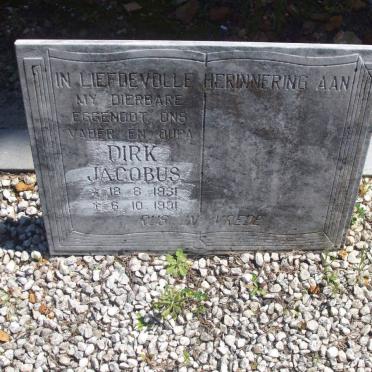 IN LIEFDEVOLLE HERINNERING AAN
MY DIERBARE
EGGENOOT, ONS
VADER EN OUPA
DIRK
JACOBUS
* 18·8·1931
† 6·10·1991
RUS IN VREDE